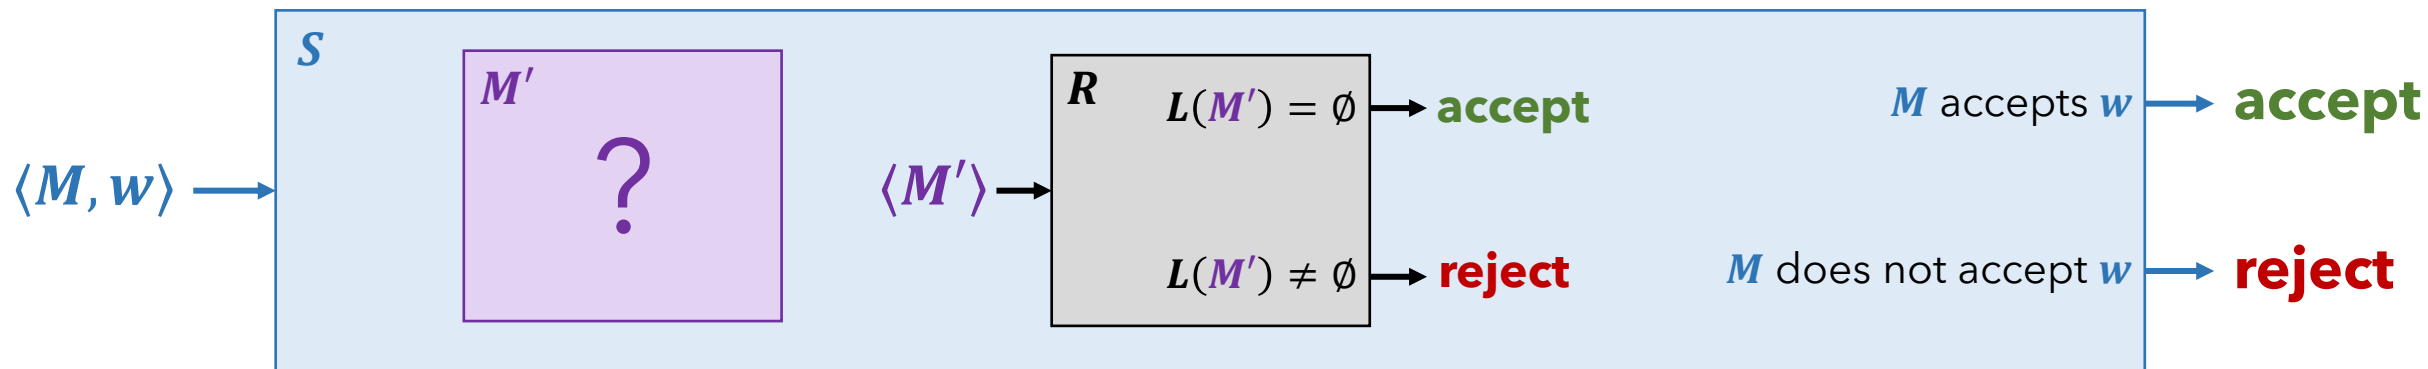 S
M′
?
⟨M, w⟩
⟨M′⟩
R
L(M′) = ∅
accept
L(M′) ≠ ∅
reject
M accepts w
accept
M does not accept w
reject